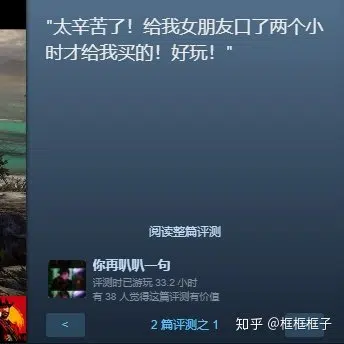 "太辛苦了！给我女朋友口了两个小
时才给我买的！好玩！"
阅读整篇评测
你再叭叭一句
评测时已游玩 33.2 小时
有 38 人觉得这篇评测有价值
<
2 篇评测之 1
知乎 @框框框子